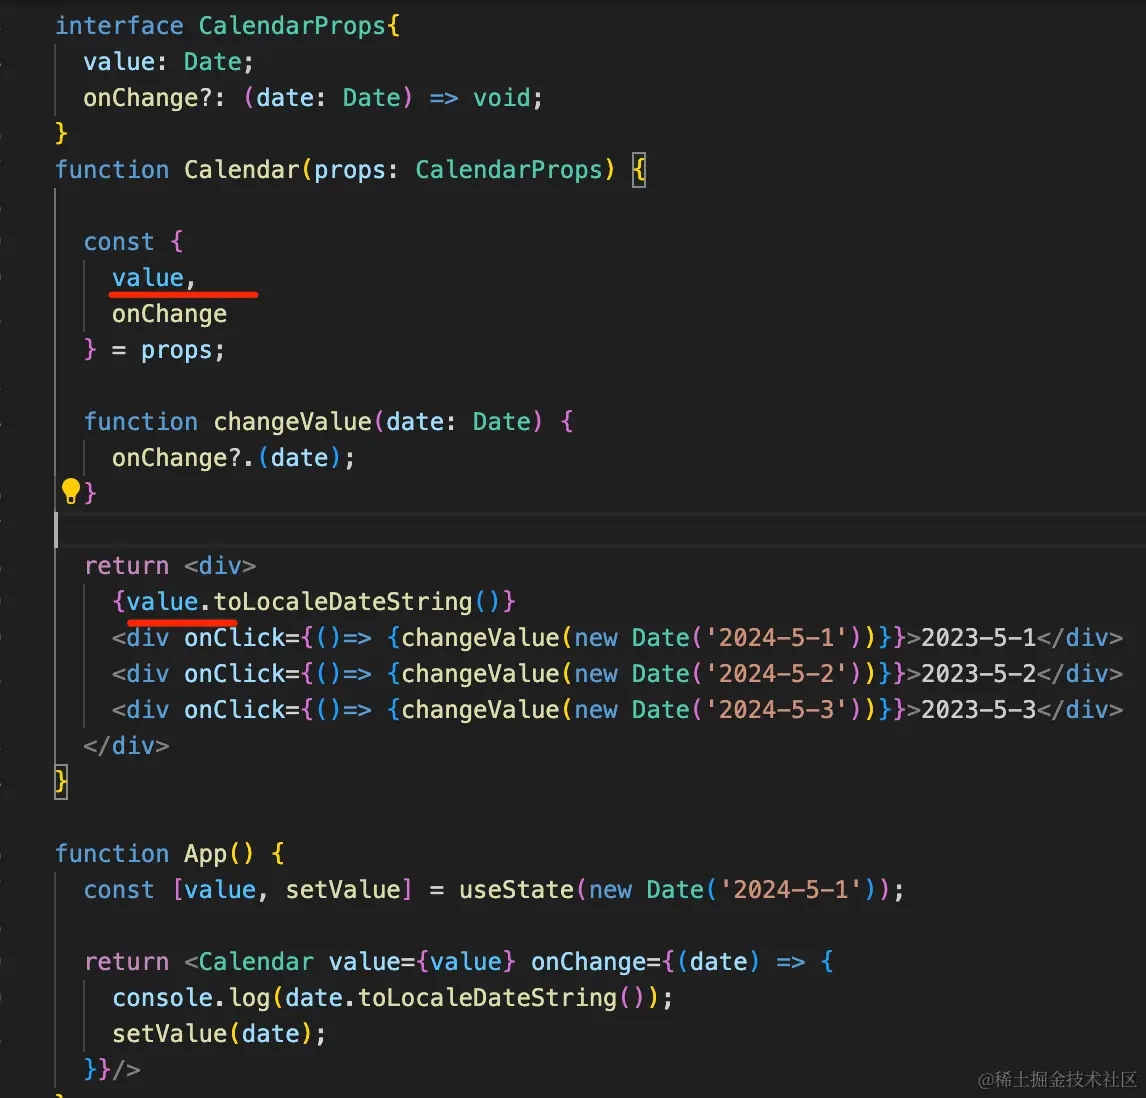 interface CalendarProps{
value: Date;
onChange?: (date: Date) => void;
}
function Calendar(props: CalendarProps) {
const {
value,
onChange
} = props;
function changeValue(date: Date) {
onChange?.(date);
}
return <div>
{value.toLocaleDateString()}
<div onClick={()=> {changeValue(new Date('2024-5-1'))}}>2023-5-1</div>
<div onClick={()=> {changeValue(new Date('2024-5-2'))}}>2023-5-2</div>
<div onClick={()=> {changeValue(new Date('2024-5-3'))}}>2023-5-3</div>
</div>
}
function App() {
const [value, setValue] = useState(new Date('2024-5-1'));
return <Calendar value={value} onChange={(date) => {
console.log(date.toLocaleDateString());
setValue(date);
}}/>
@稀土掘金技术社区